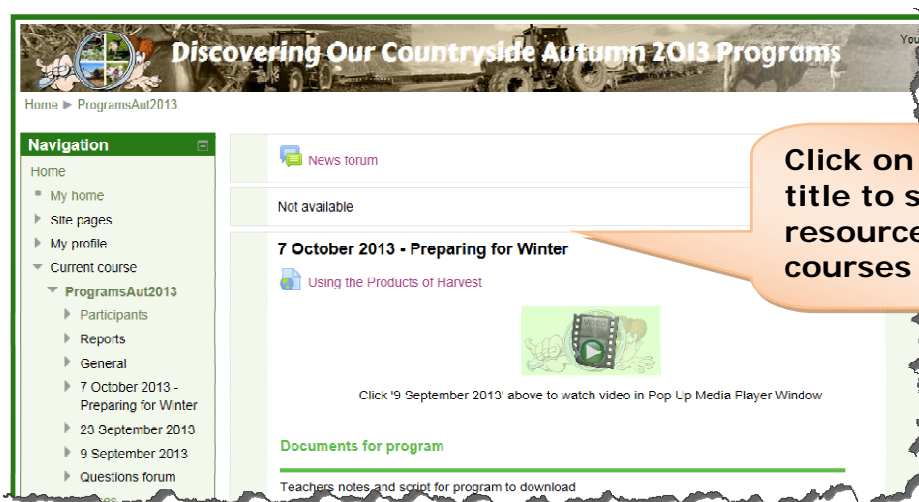 Discovering Our Countryside Autumn 2013 Programs
You
Home ► ProgramsAut2013
Navigation
Home
My home
Site pages
My profile
Current course
ProgramsAut2013
Participants
Reports
General
7 October 2013 -
Preparing for Winter
23 September 2013
9 September 2013
Questions forum
News forum
Not available
7 October 2013 - Preparing for Winter
Using the Products of Harvest
VIDEO
Click '9 September 2013' above to watch video in Pop Up Media Player Window
Documents for program
Teachers notes and script for program to download
Click on
title to s
resource
courses